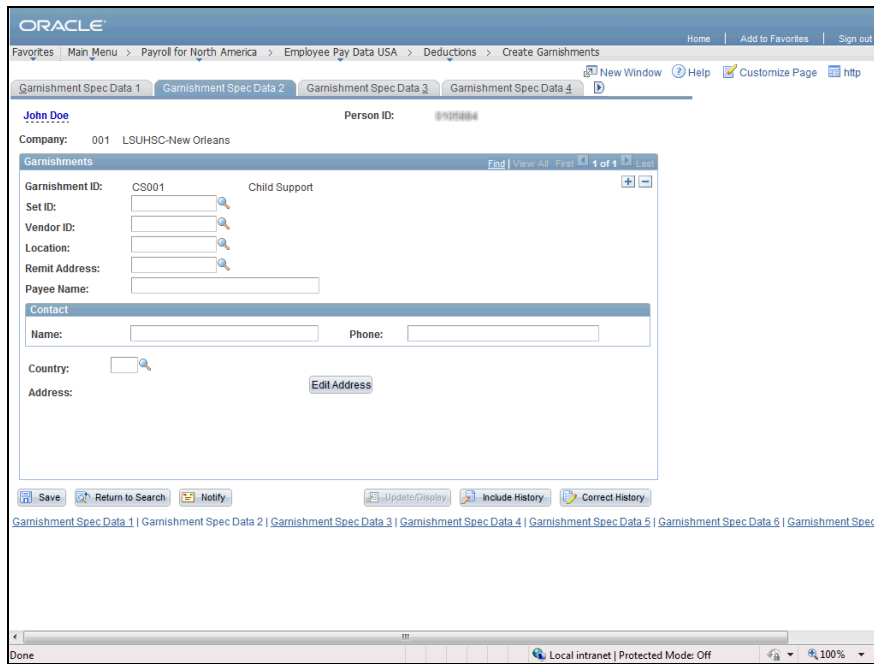 ORACLE
Home | Add to Favorites | Sign out
Favorites | Main Menu > Payroll for North America > Employee Pay Data USA > Deductions > Create Garnishments
New Window Help Customize Page http
Garnishment Spec Data 1 Garnishment Spec Data 2 Garnishment Spec Data 3 Garnishment Spec Data 4
John Doe Person ID:
Company: 001 LSUHSC-New Orleans
Garnishments Find | View All First 1 of 1 Last
Garnishment ID: CS001 Child Support
Set ID:
Vendor ID:
Location:
Remit Address:
Payee Name:
Contact
Name: Phone:
Country:
Edit Address
Address:
Save Return to Search Notify Update/Display Include History Correct History
Garnishment Spec Data 1 | Garnishment Spec Data 2 | Garnishment Spec Data 3 | Garnishment Spec Data 4 | Garnishment Spec Data 5 | Garnishment Spec Data 6 | Garnishment Spec
Done Local intranet | Protected Mode: Off 100%